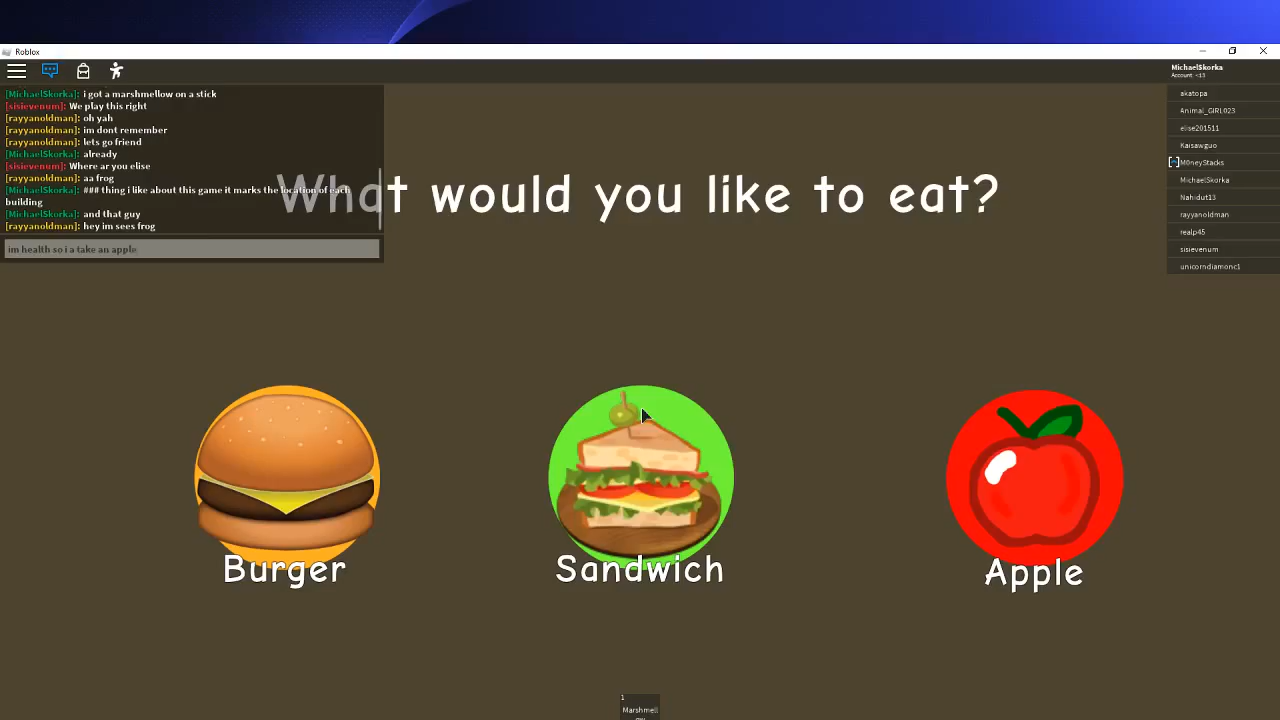 Roblox
MichaelSkorka
Account: <13
[MichaelSkorka]: i got a marshmellow on a stick
[sisievenum]: We play this right
[rayyanoldman]: oh yah
[rayyanoldman]: im dont remember
[rayyanoldman]: lets go friend
[MichaelSkorka]: already
[sisievenum]: Where ar you elise
[rayyanoldman]: aa frog
[MichaelSkorka]: ### thing i like about this game it marks the location of each
building
[MichaelSkorka]: and that guy
[rayyanoldman]: hey im sees frog
im health so i a take an apple
akatopa
Animal_GIRL023
elise201511
Kaisawguo
M0neyStacks
MichaelSkorka
Nahidut13
rayyanoldman
realp45
sisievenum
unicorndiamonc1
What would you like to eat?
Burger
Sandwich
Apple
1
Marshmell